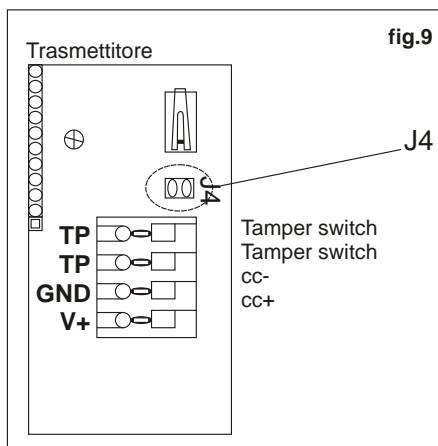 fig.9
Trasmettitore
J4
J4
TP Tamper switch
TP Tamper switch
GND cc-
V+ cc+